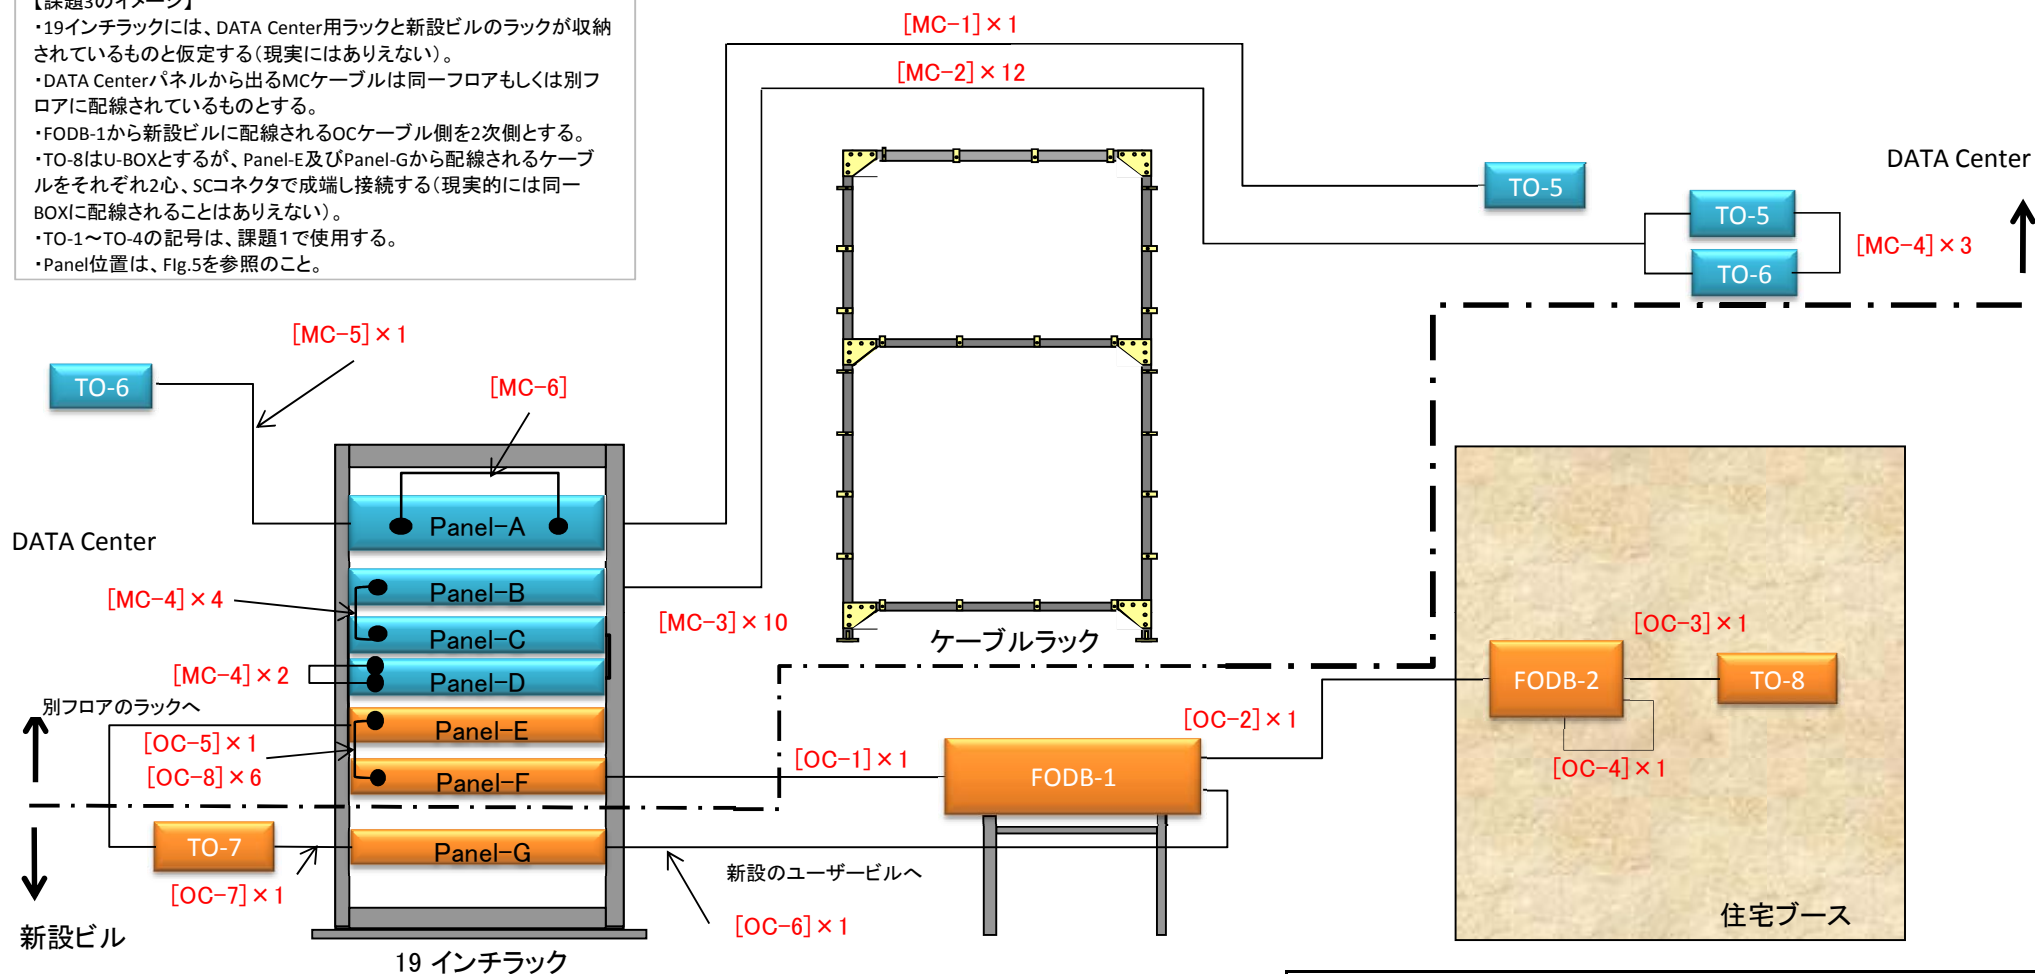 【課題3のイメージ】
・19インチラックには、DATA Center用ラックと新設ビルのラックが収納
されているものと仮定する(現実にはありえない)。
・DATA Centerパネルから出るMCケーブルは同一フロアもしくは別フ
ロアに配線されているものとする。
・FODB-1から新設ビルに配線されるOCケーブル側を2次側とする。
・TO-8はU-BOXとするが、Panel-E及びPanel-Gから配線されるケーブ
ルをそれぞれ2心、SCコネクタで成端し接続する(現実的には同一
BOXに配線されることはありえない)。
・TO-1~TO-4の記号は、課題1で使用する。
・Panel位置は、FIg.5を参照のこと。
[MC-1]×1
[MC-2]×12
TO-5
DATA Center
TO-5
[MC-4]×3
TO-6
[MC-5]×1
TO-6
[MC-6]
Panel-A
DATA Center
Panel-B
[MC-4]×4
[MC-3]×10
Panel-C
ケーブルラック
[MC-4]×2
Panel-D
[OC-3]×1
FODB-2
TO-8
別フロアのラックへ
Panel-E
[OC-5]×1
[OC-8]×6
Panel-F
[OC-1]×1
[OC-2]×1
FODB-1
[OC-4]×1
TO-7
Panel-G
新設のユーザービルへ
[OC-7]×1
[OC-6]×1
住宅ブース
新設ビル
19 インチラック